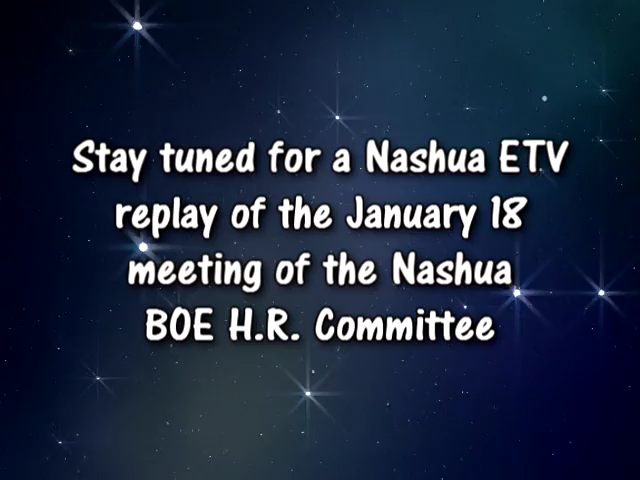 Stay tuned for a Nashua ETV
replay of the January 18
meeting of the Nashua
BOE H.R. Committee